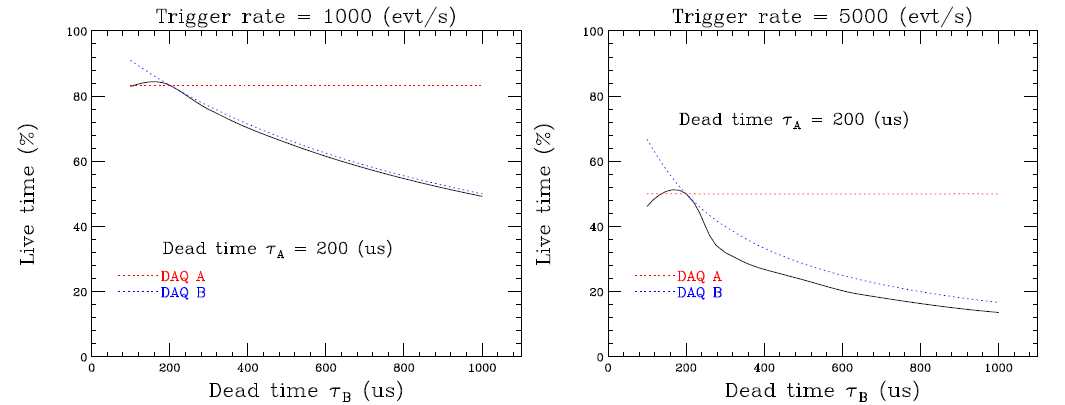 Trigger rate = 1000 (evt/s)
100
80
60
40
20
0
Live time (%)
Dead time τA = 200 (us)
DAQ A
DAQ B
0 200 400 600 800 1000
Dead time τB (us)
Trigger rate = 5000 (evt/s)
100
80
60
40
20
0
Live time (%)
Dead time τA = 200 (us)
DAQ A
DAQ B
0 200 400 600 800 1000
Dead time τB (us)